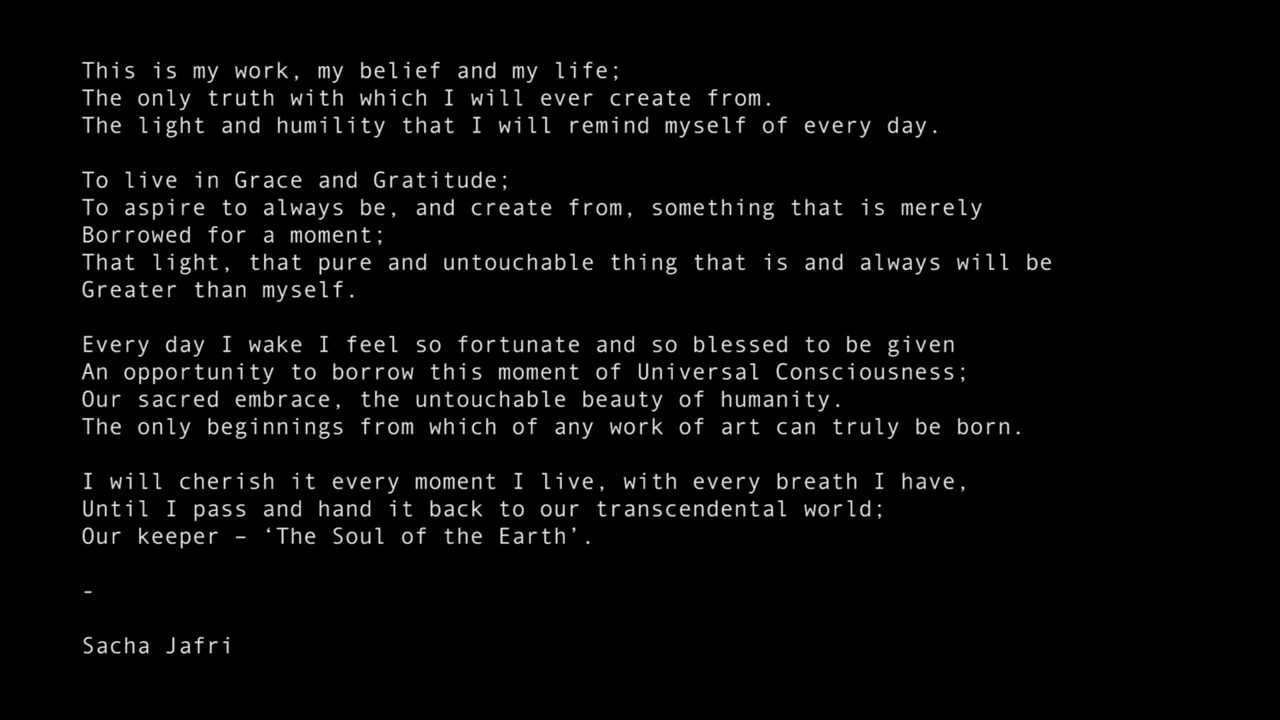 This is my work, my belief and my life;
The only truth with which I will ever create from.
The light and humility that I will remind myself of every day.

To live in Grace and Gratitude;
To aspire to always be, and create from, something that is merely
Borrowed for a moment;
That light, that pure and untouchable thing that is and always will be
Greater than myself.

Every day I wake I feel so fortunate and so blessed to be given
An opportunity to borrow this moment of Universal Consciousness;
Our sacred embrace, the untouchable beauty of humanity.
The only beginnings from which of any work of art can truly be born.

I will cherish it every moment I live, with every breath I have,
Until I pass and hand it back to our transcendental world;
Our keeper – ‘The Soul of the Earth’.

-

Sacha Jafri